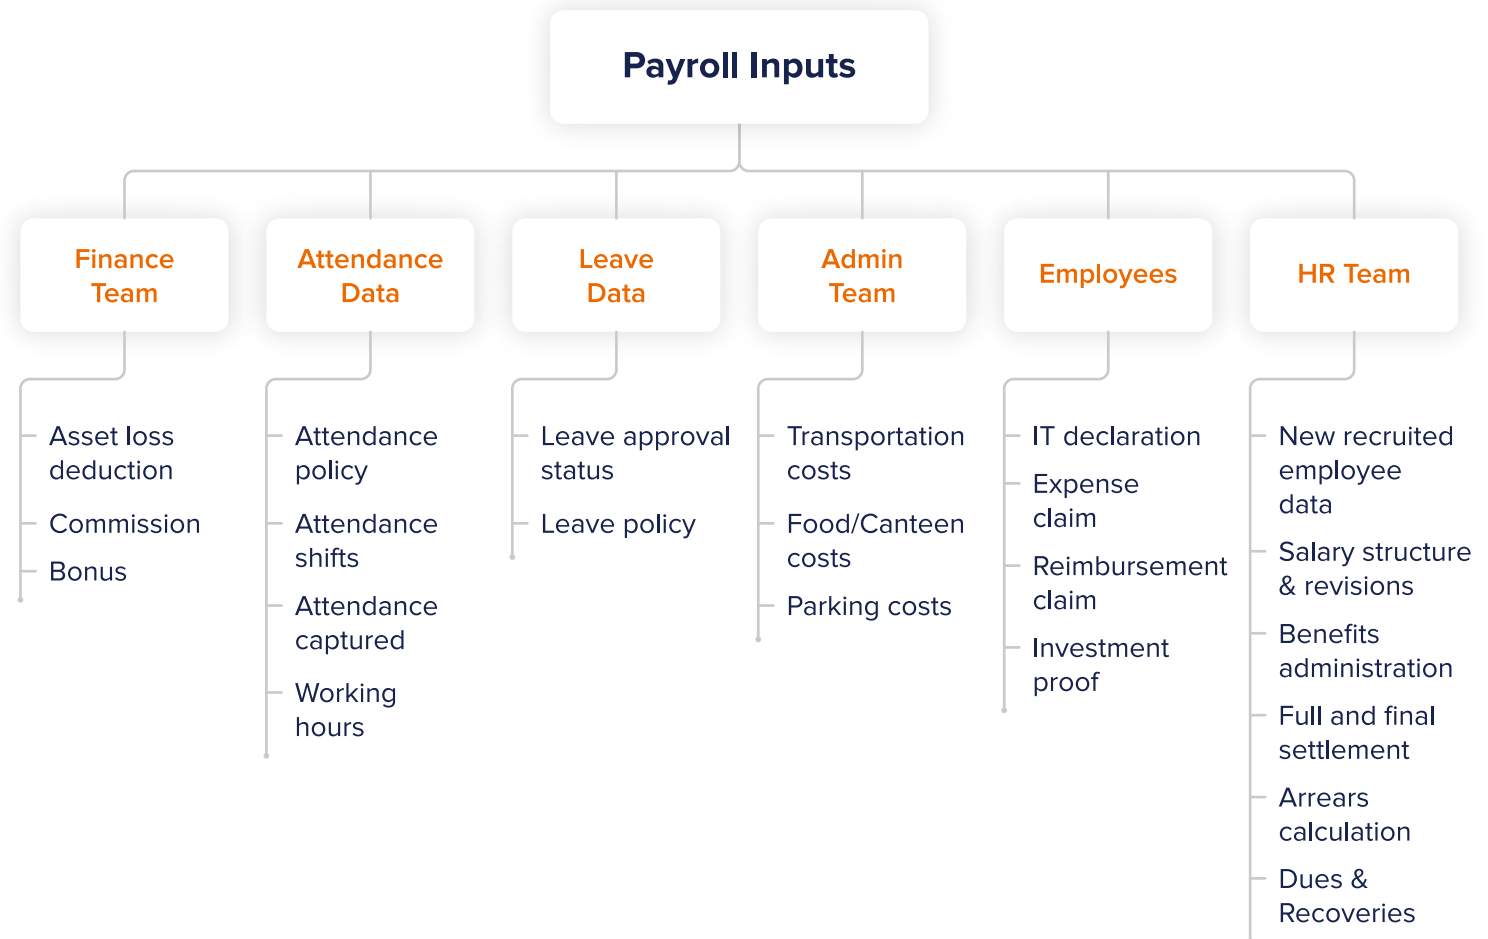 Payroll Inputs
Finance
Team
Attendance
Data
Leave
Data
Admin
Team
Employees
HR Team
Asset loss
deduction
Commission
Bonus
Attendance
policy
Attendance
shifts
Attendance
captured
Working
hours
Leave approval
status
Leave policy
Transportation
costs
Food/Canteen
costs
Parking costs
IT declaration
Expense
claim
Reimbursement
claim
Investment
proof
New recruited
employee
data
Salary structure
& revisions
Benefits
administration
Full and final
settlement
Arrears
calculation
Dues &
Recoveries